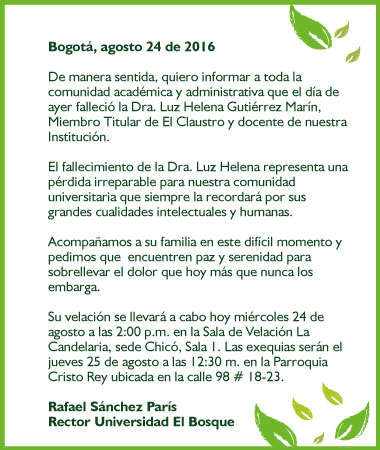 Bogotá, agosto 24 de 2016
De manera sentida, quiero informar a toda la
comunidad académica y administrativa que el día de
ayer falleció la Dra. Luz Helena Gutiérrez Marín,
Miembro Titular de El Claustro y docente de nuestra
Institución.
El fallecimiento de la Dra. Luz Helena representa una
pérdida irreparable para nuestra comunidad
universitaria que siempre la recordará por sus
grandes cualidades intelectuales y humanas.
Acompañamos a su familia en este difícil momento y
pedimos que encuentren paz y serenidad para
sobrellevar el dolor que hoy más que nunca los
embarga.
Su velación se llevará a cabo hoy miércoles 24 de
agosto a las 2:00 p.m. en la Sala de Velación La
Candelaria, sede Chicó, Sala 1. Las exequias serán el
jueves 25 de agosto a las 12:30 m. en la Parroquia
Cristo Rey ubicada en la calle 98 # 18-23.
Rafael Sánchez París
Rector Universidad El Bosque